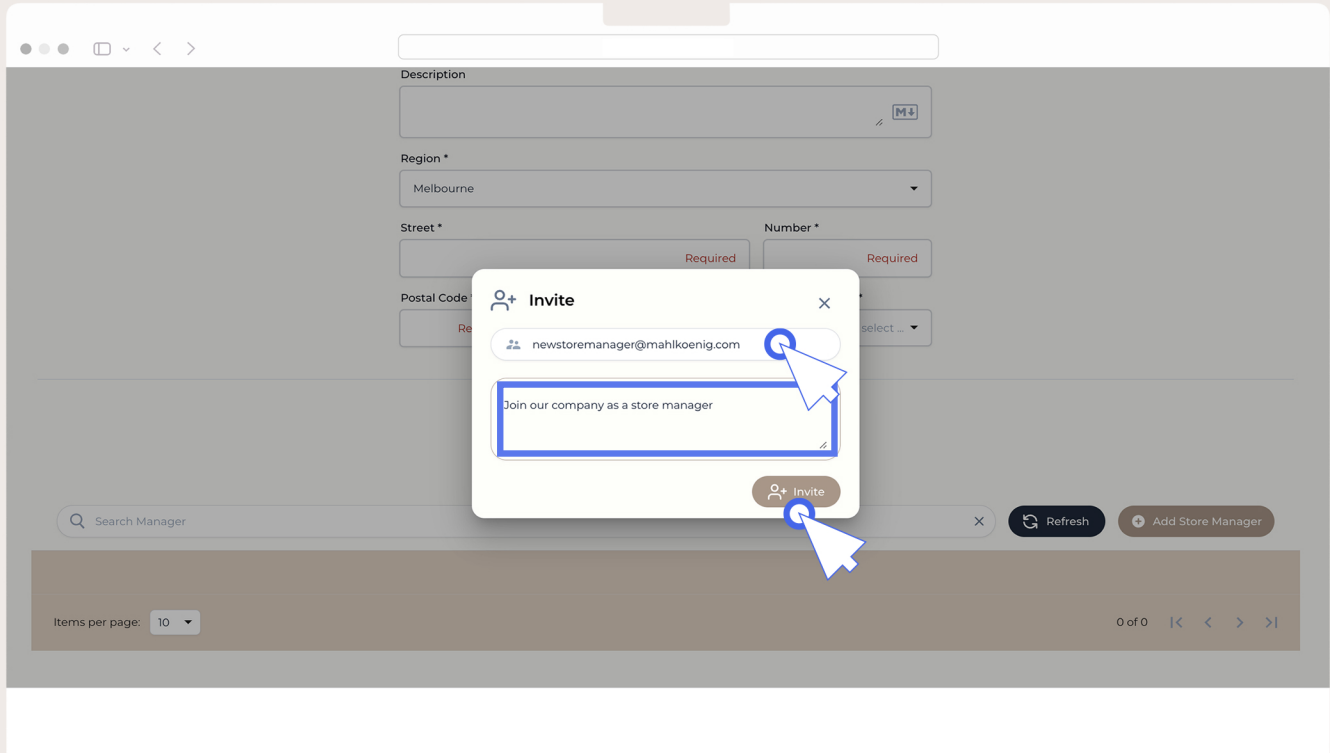 Description
M
Region *
Melbourne
Street *
Number *
Required
Required
Invite
Postal Code
newstoremanager@mahlkoenig.com
select ...
Join our company as a store manager
Invite
Search Manager
Refresh
Add Store Manager
Items per page:
10
0 of 0